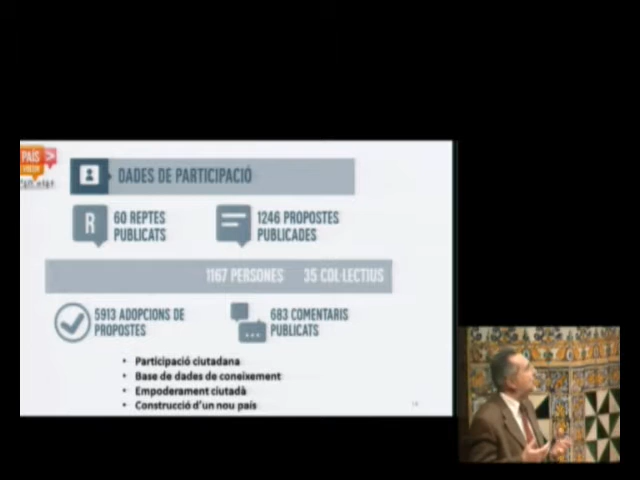 PAÍS
DADES DE PARTICIPACIÓ
R
60 REPTES
PUBLICATS
1246 PROPOSTES
PUBLICADES
1167 PERSONES 35 COL·LECTIUS
5913 ADOPCIONS DE
PROPOSTES
683 COMENTARIS
PUBLICATS
• Participació ciutadana
• Base de dades de coneixement
• Empoderament ciutadà
• Construcció d'un nou país